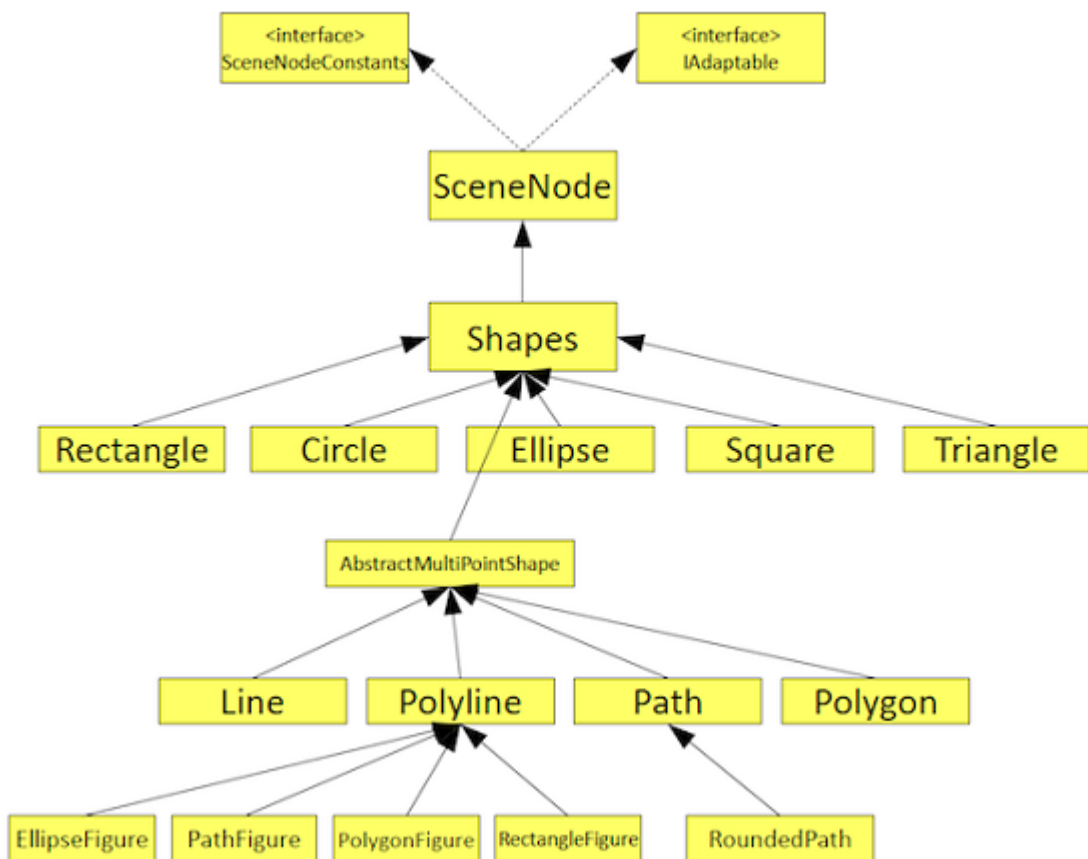 <interface>
SceneNodeConstants
<interface>
IAdaptable
SceneNode
Shapes
Rectangle
Circle
Ellipse
Square
Triangle
AbstractMultiPointShape
Line
Polyline
Path
Polygon
EllipseFigure
PathFigure
PolygonFigure
RectangleFigure
RoundedPath